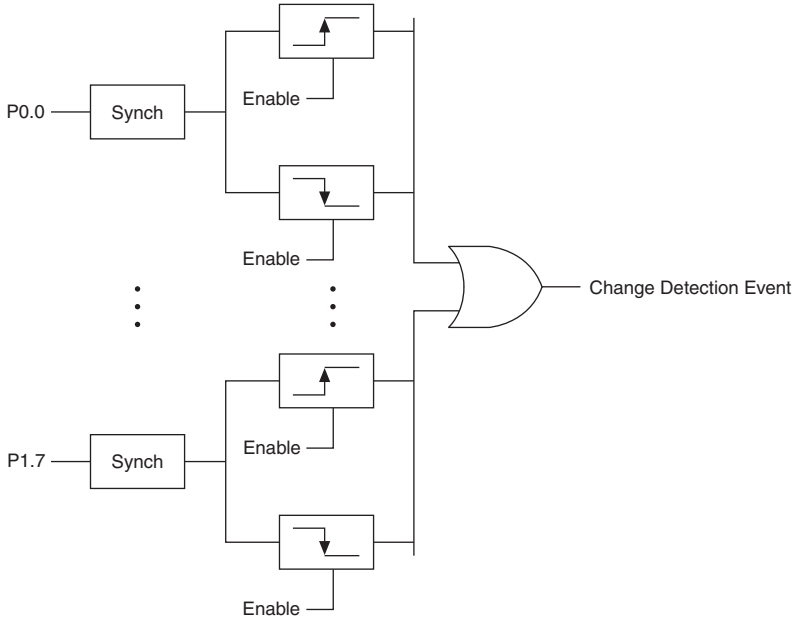 Enable
P0.0
Synch
Enable
Change Detection Event
Enable
P1.7
Synch
Enable